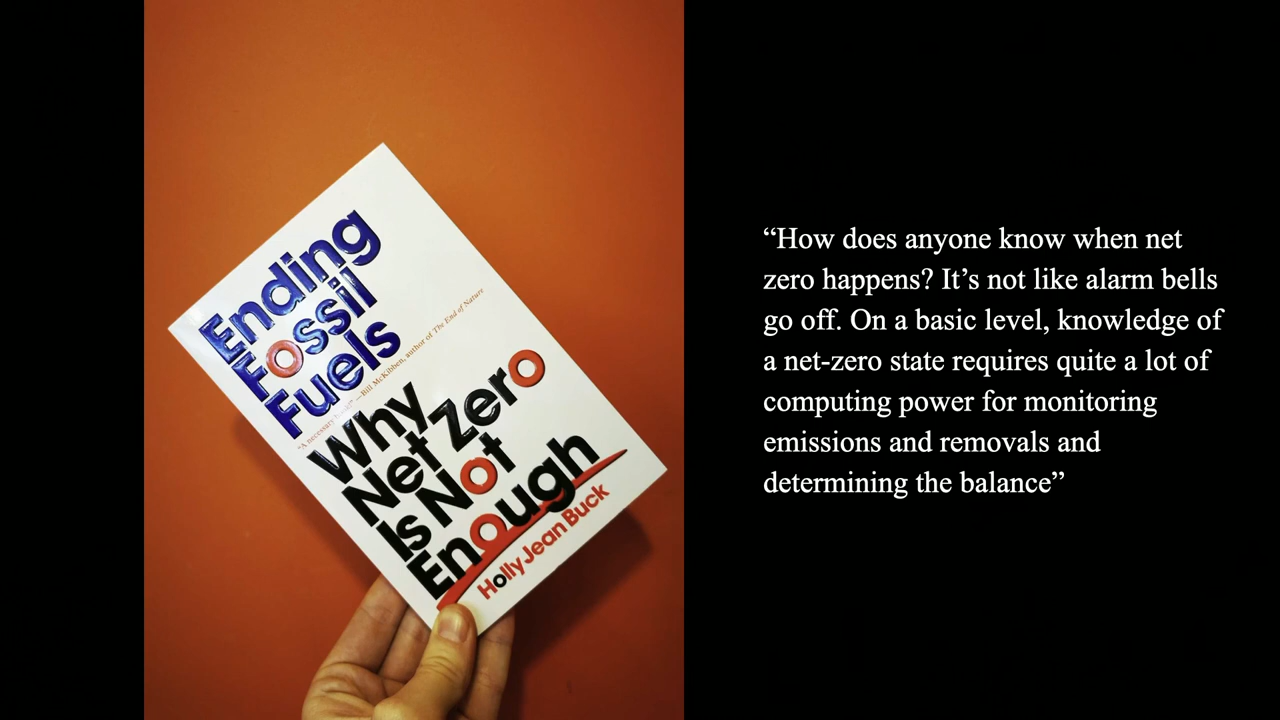 Ending
Fossil
Fuels
“A necessary —Bill McKibben, author of The End of Nature
Why
Net Zero
Is Not
Enough
Holly Jean Buck
“How does anyone know when net
zero happens? It’s not like alarm bells
go off. On a basic level, knowledge of
a net-zero state requires quite a lot of
computing power for monitoring
emissions and removals and
determining the balance”